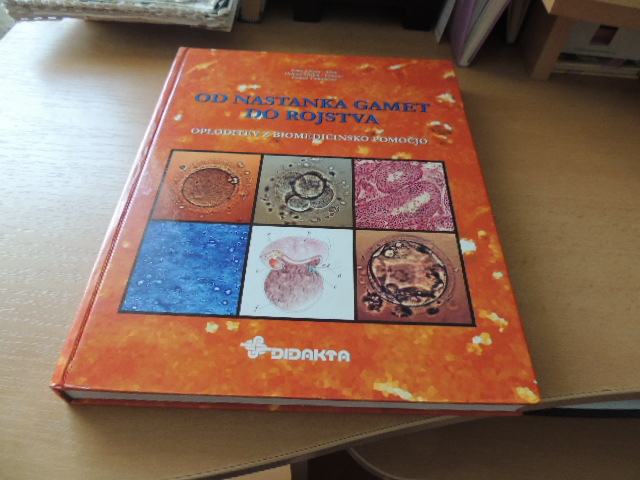 OD NASTANKA GAMET
DO ROJSTVA
OPLODITEV Z BIOMEDICINSKO POMOČJO
DIDAKTA